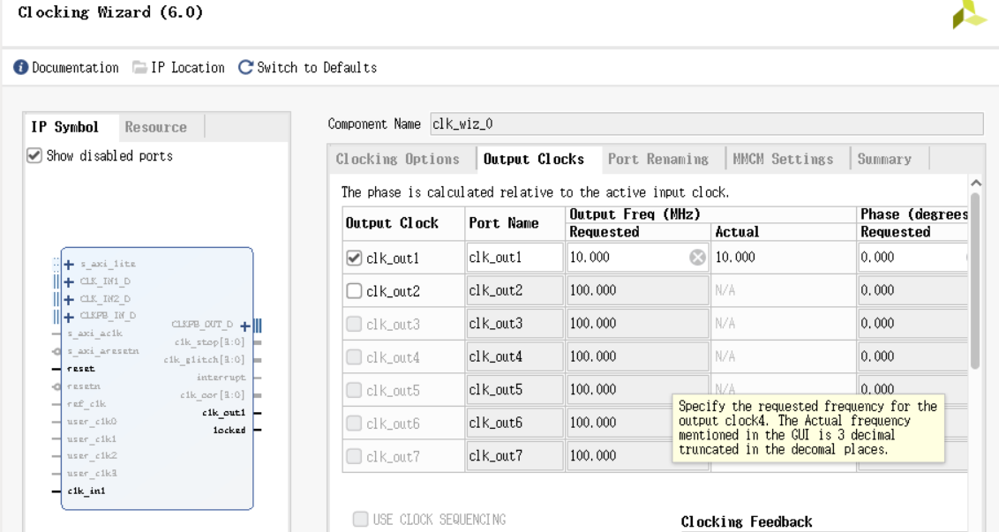 Clocking Wizard (6.0)
Documentation IP Location Switch to Defaults
IP Symbol Resource
Show disabled ports
s_axi_lite
CLK_IN1_D
CLK_IN2_D
CLKFB_IN_D
s_axi_aclk
s_axi_aresetn
reset
resetn
ref_clk
user_clk0
user_clk1
user_clk2
user_clk3
clk_in1
CLKFB_OUT_D
clk_stop[3:0]
clk_glitch[3:0]
interrupt
clk_oor[3:0]
clk_out1
locked
Component Name clk_wiz_0
Clocking Options Output Clocks Port Renaming MMCM Settings Summary
The phase is calculated relative to the active input clock.
Output Clock Port Name Output Freq (MHz) Phase (degrees
Requested Actual Requested
clk_out1 clk_out1 10.000 10.000 0.000
clk_out2 clk_out2 100.000 N/A 0.000
clk_out3 clk_out3 100.000 N/A 0.000
clk_out4 clk_out4 100.000 N/A 0.000
clk_out5 clk_out5 100.000 N/A 0.000
clk_out6 clk_out6 100.000
clk_out7 clk_out7 100.000
Specify the requested frequency for the
output clock4. The Actual frequency
mentioned in the GUI is 3 decimal
truncated in the decomal places.
USE CLOCK SEQUENCING Clocking Feedback